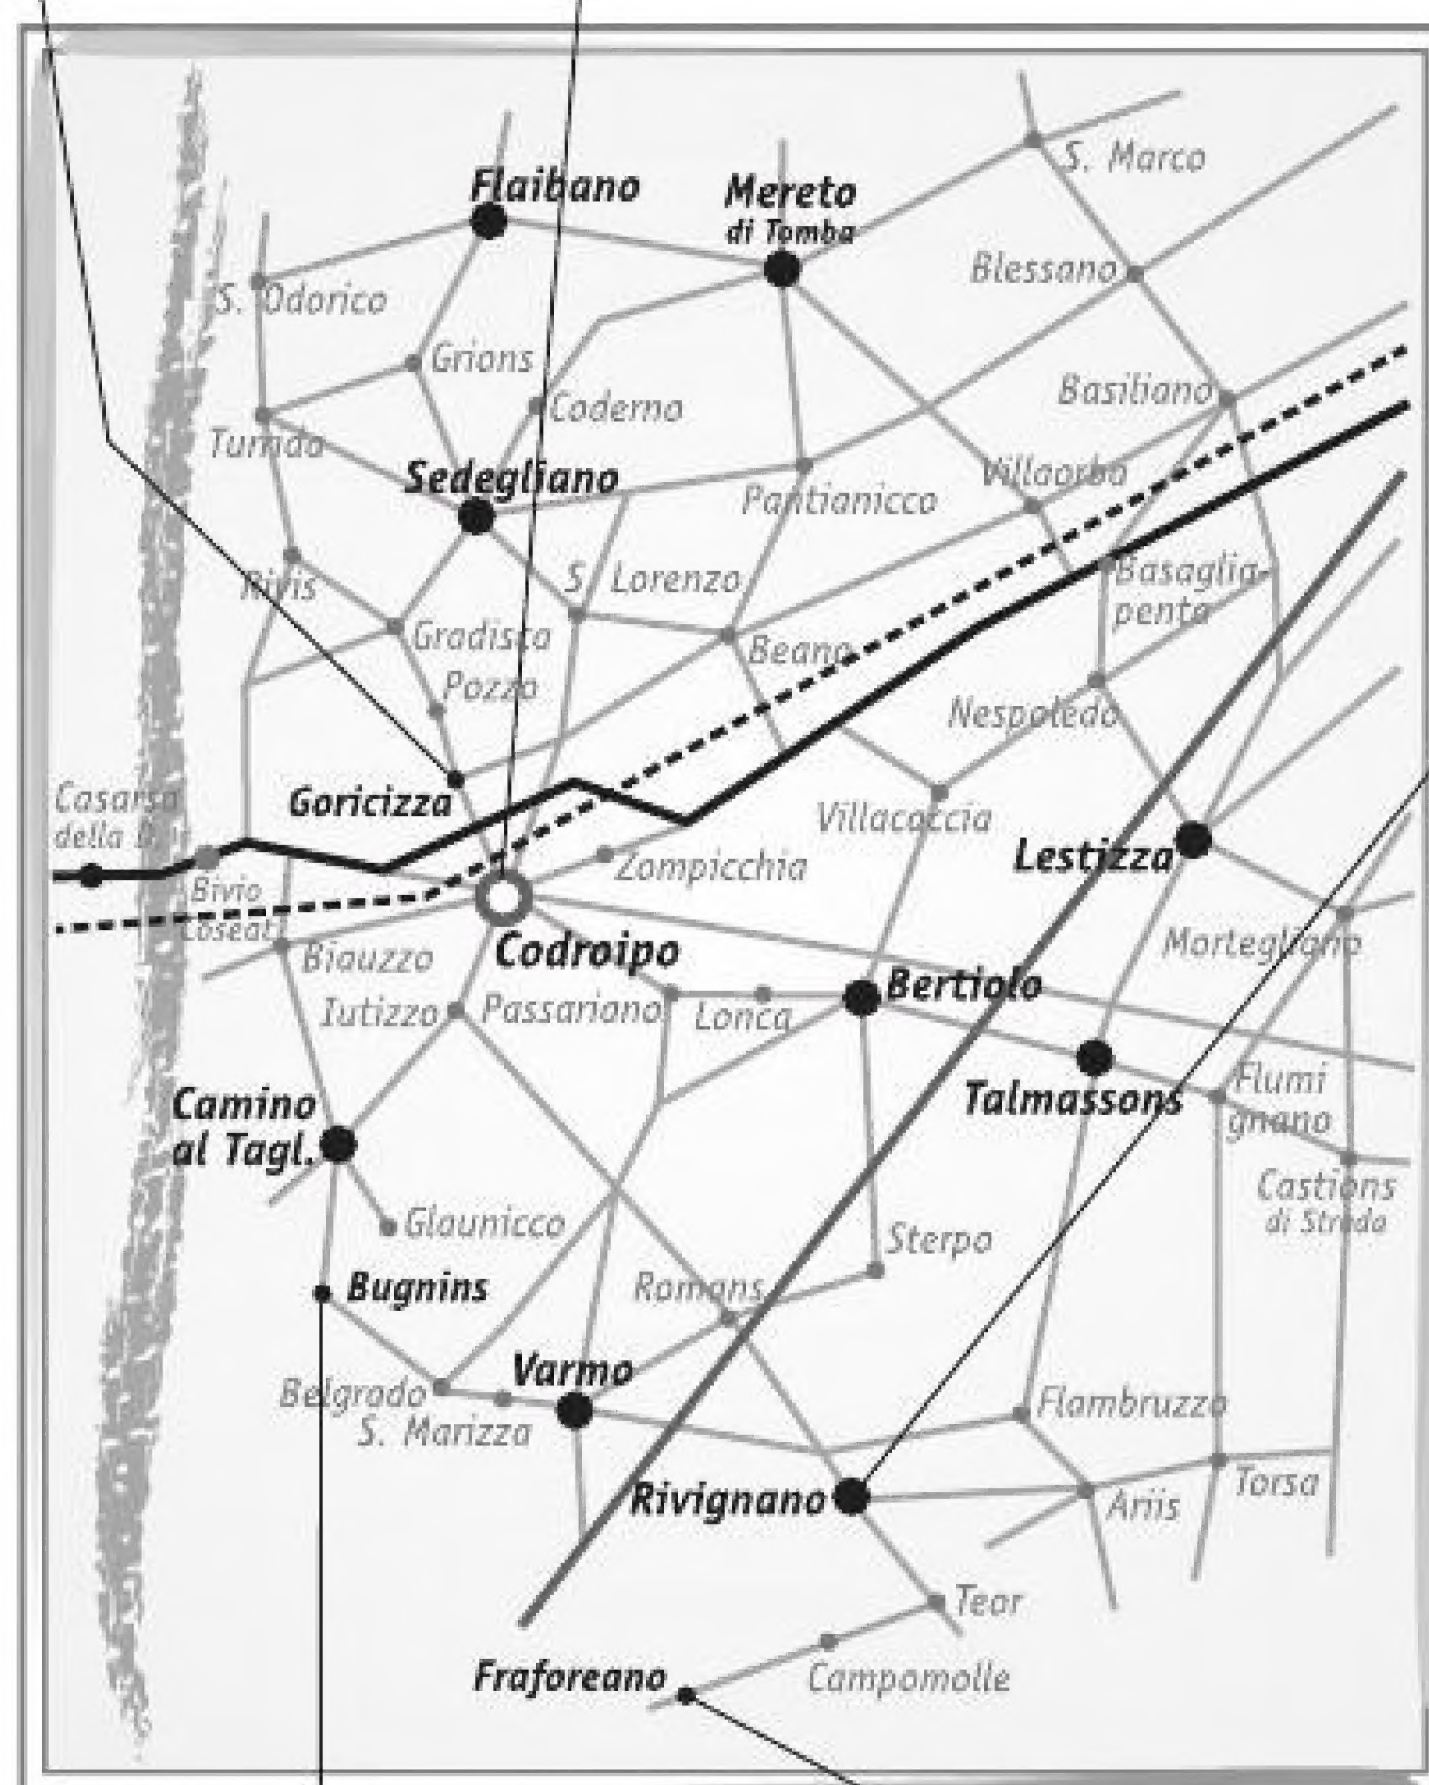 S. Marco
Flaibano
Mereto
di Tomba
Blessano
S. Odorico
Grions
Basiliano
Coderno
Turrida
Sedegliano
Villaorba
Pantianicco
Rivis
S. Lorenzo
Basaglia-
penta
Gradisca
Beano
Pozzo
Nespoledo
Casarsa
della D.
Goricizza
Villacaccia
Lestizza
Zompicchia
Bivio
Coseat
Biauzzo
Codroipo
Mortegliano
Iutizzo
Passariano
Lonca
Bertiolo
Camino
al Tagl.
Talmassons
Flumi
gnano
Castions
di Strada
Glaunicco
Sterpo
Bugnins
Romans
Varmo
Belgrado
S. Marizza
Flambruzzo
Rivignano
Ariis
Torsa
Teor
Fraforeano
Campomolle